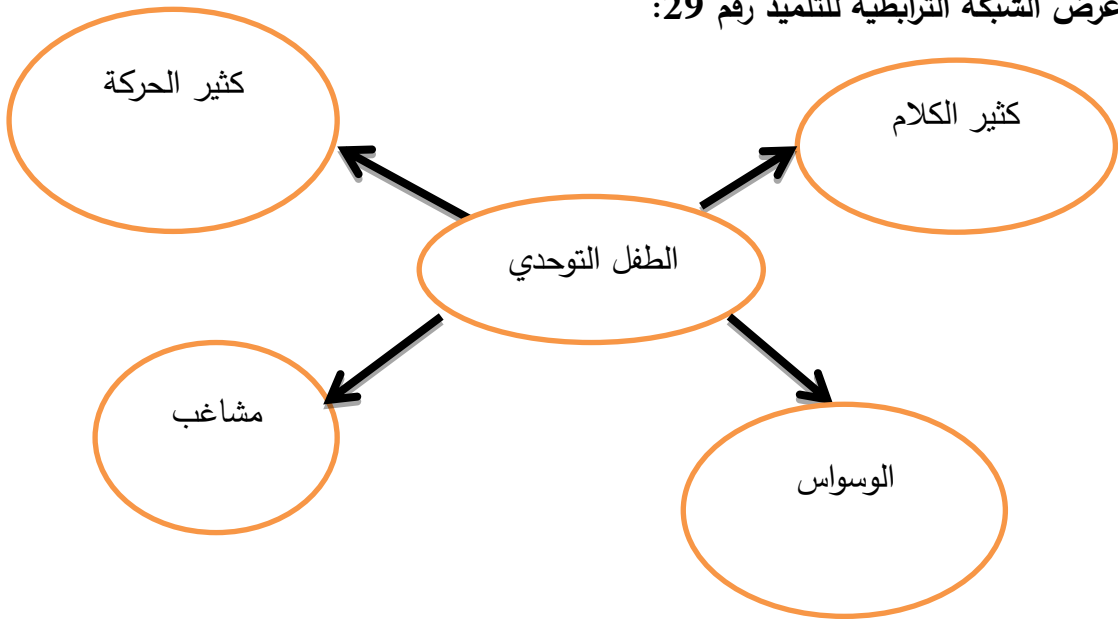 عرض الشبكة الترابطية للتلميذ رقم 29:
كثير الكلام
كثير الحركة
الطفل التوحدي
مشاغب
الوسواس